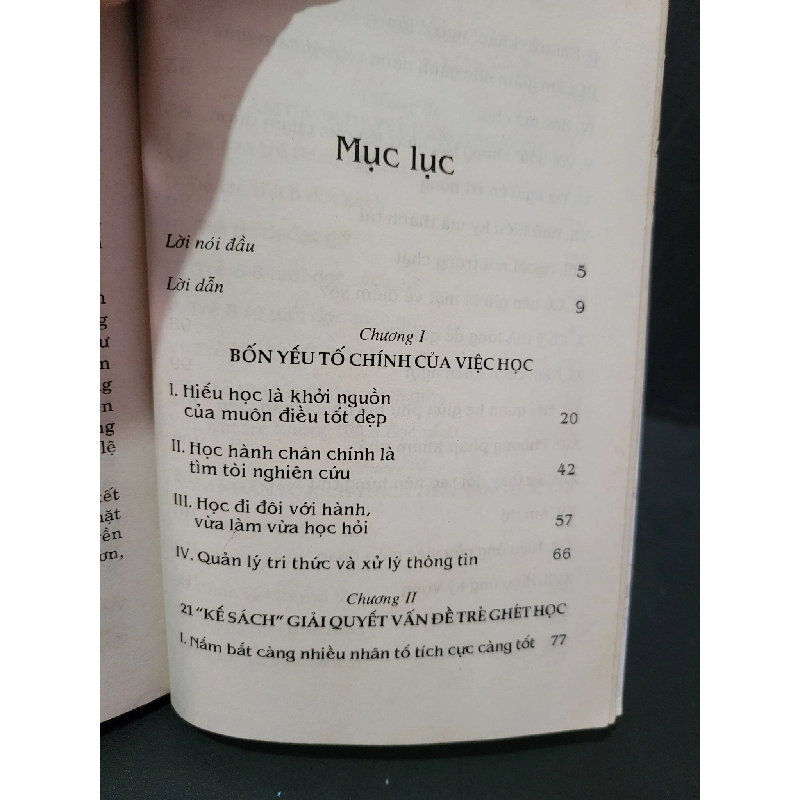 Mục lục
Lời nói đầu 5
Lời dẫn 9
Chương I
BỐN YẾU TỐ CHÍNH CỦA VIỆC HỌC
I. Hiếu học là khởi nguồn
của muôn điều tốt đẹp 20
II. Học hành chân chính là
tìm tòi nghiên cứu 42
III. Học đi đôi với hành,
vừa làm vừa học hỏi 57
IV. Quản lý tri thức và xử lý thông tin 66
Chương II
21 “KẾ SÁCH” GIẢI QUYẾT VẤN ĐỀ TRẺ GHÉT HỌC
I. Nắm bắt càng nhiều nhân tố tích cực càng tốt 77